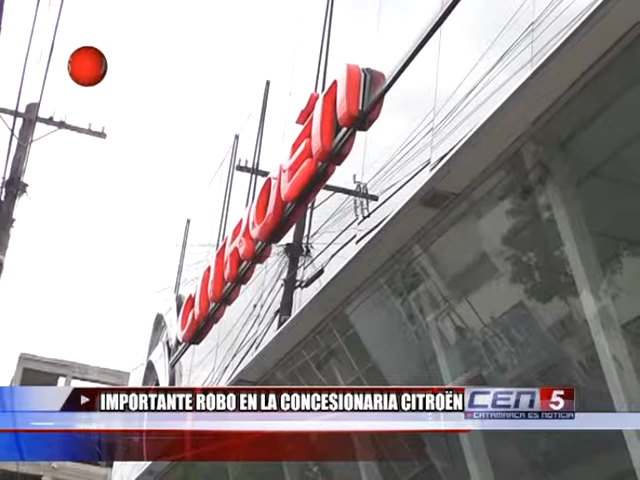 CITROËN
IMPORTANTE ROBO EN LA CONCESIONARIA CITROËN
CEN 5
CATAMARCA ES NOTICIA